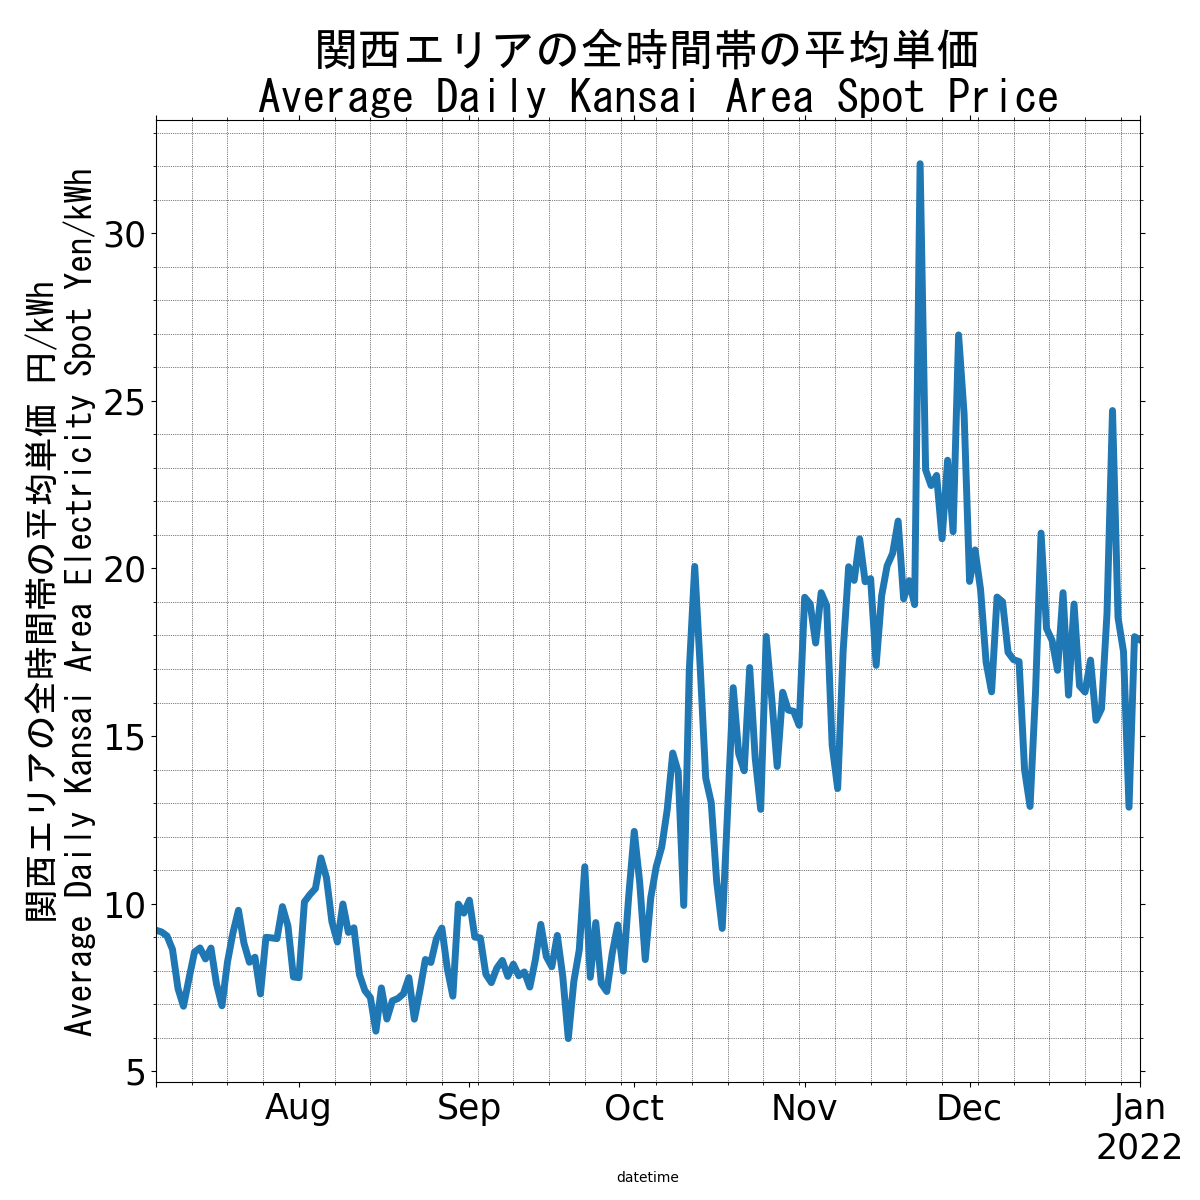 関西エリアの全時間帯の平均単価
Average Daily Kansai Area Spot Price
関西エリアの全時間帯の平均単価 円/kWh
Average Daily Kansai Area Electricity Spot Yen/kWh
30
25
20
15
10
5
Aug
Sep
Oct
Nov
Dec
Jan
2022
datetime